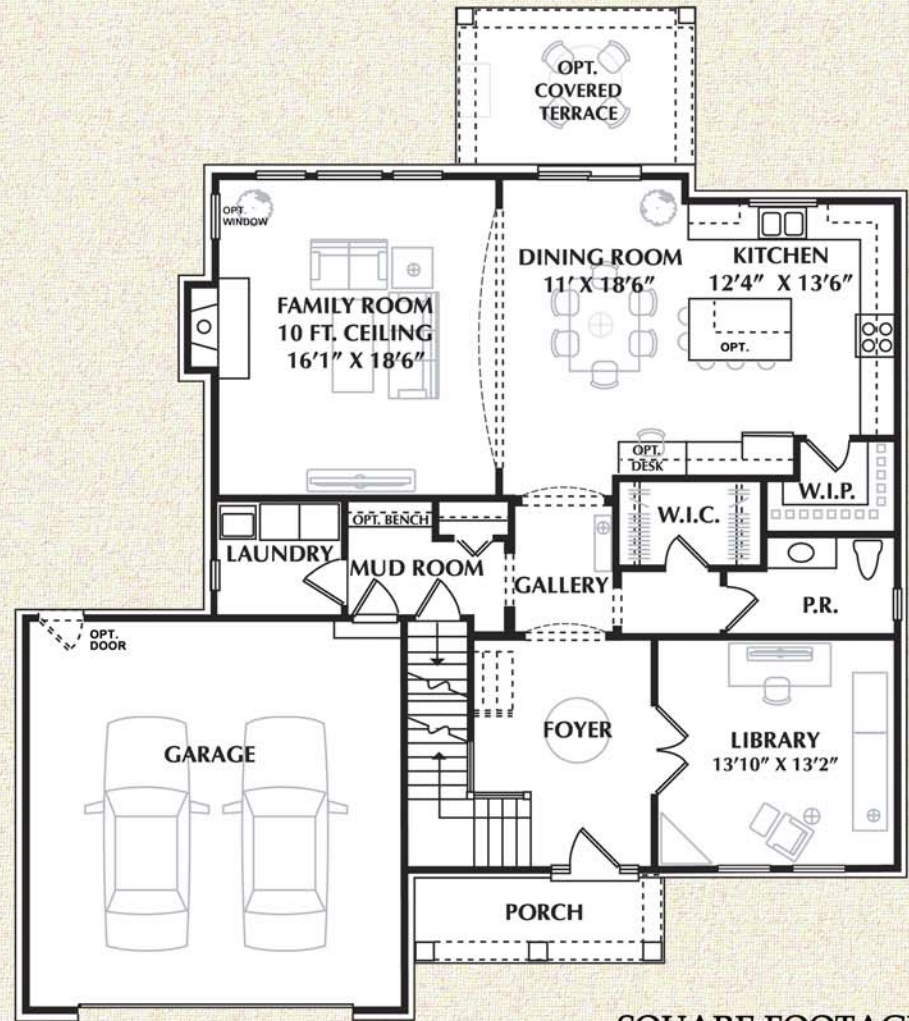 OPT.
COVERED
TERRACE
OPT.
WINDOW
FAMILY ROOM
10 FT. CEILING
16'1" X 18'6"
DINING ROOM
11' X 18'6"
KITCHEN
12'4" X 13'6"
OPT.
OPT.
DESK
W.I.P.
W.I.C.
OPT. BENCH
LAUNDRY
MUD ROOM
GALLERY
P.R.
OPT.
DOOR
GARAGE
FOYER
LIBRARY
13'10" X 13'2"
PORCH
SQUARE FOOTAG